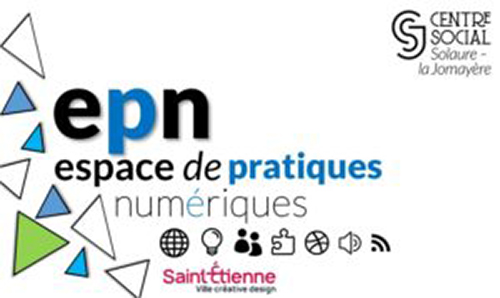 CENTRE
SOCIAL
Solaure -
la Jomayère
epn
espace de pratiques
numériques
SaintÉtienne
Ville créative design